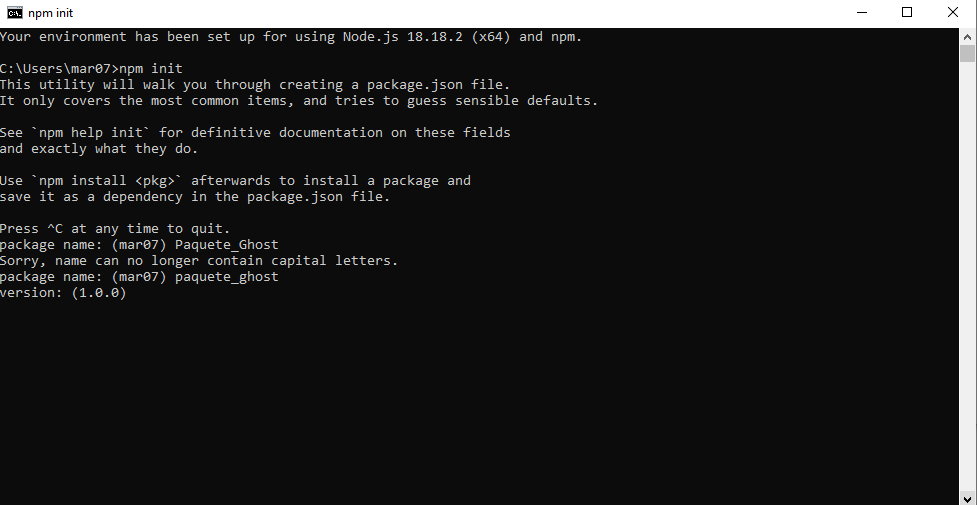 npm init
Your environment has been set up for using Node.js 18.18.2 (x64) and npm.
C:\Users\mar07>npm init
This utility will walk you through creating a package.json file.
It only covers the most common items, and tries to guess sensible defaults.
See `npm help init` for definitive documentation on these fields
and exactly what they do.
Use `npm install <pkg>` afterwards to install a package and
save it as a dependency in the package.json file.
Press ^C at any time to quit.
package name: (mar07) Paquete_Ghost
Sorry, name can no longer contain capital letters.
package name: (mar07) paquete_ghost
version: (1.0.0)